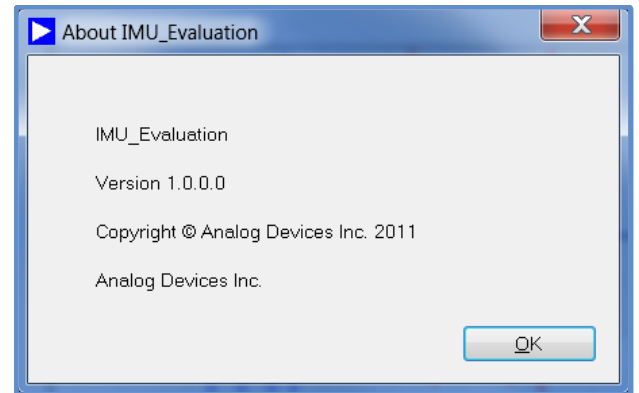 About IMU_Evaluation
IMU_Evaluation
Version 1.0.0.0
Copyright © Analog Devices Inc. 2011
Analog Devices Inc.
OK